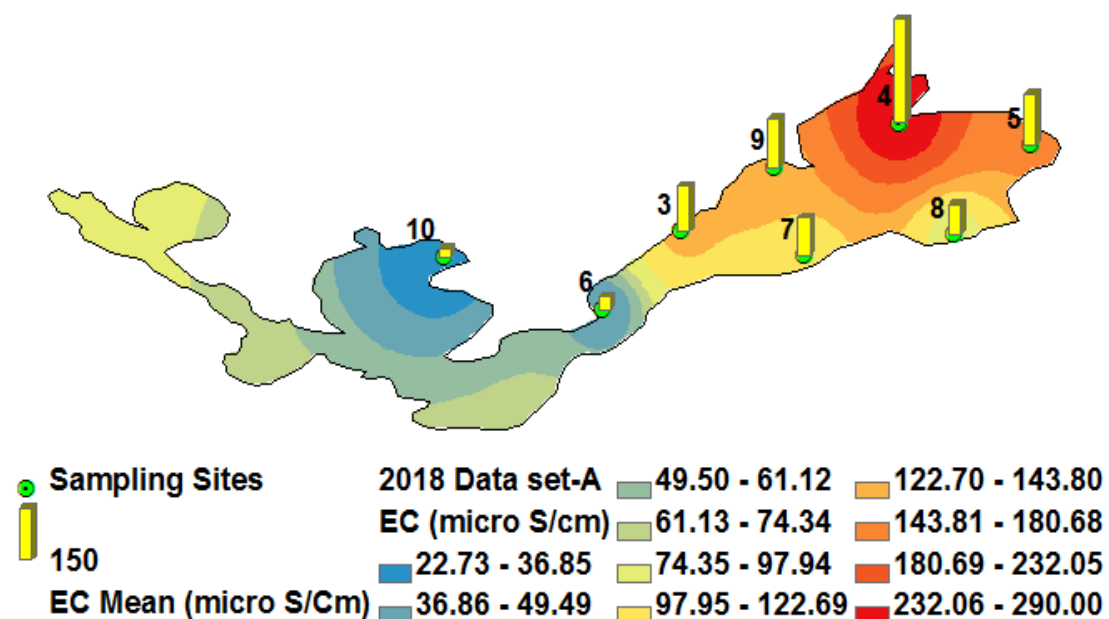 4
5
9
3
8
7
10
6
Sampling Sites
150
EC Mean (micro S/Cm)
2018 Data set-A
EC (micro S/cm)
22.73 - 36.85
36.86 - 49.49
49.50 - 61.12
61.13 - 74.34
74.35 - 97.94
97.95 - 122.69
122.70 - 143.80
143.81 - 180.68
180.69 - 232.05
232.06 - 290.00